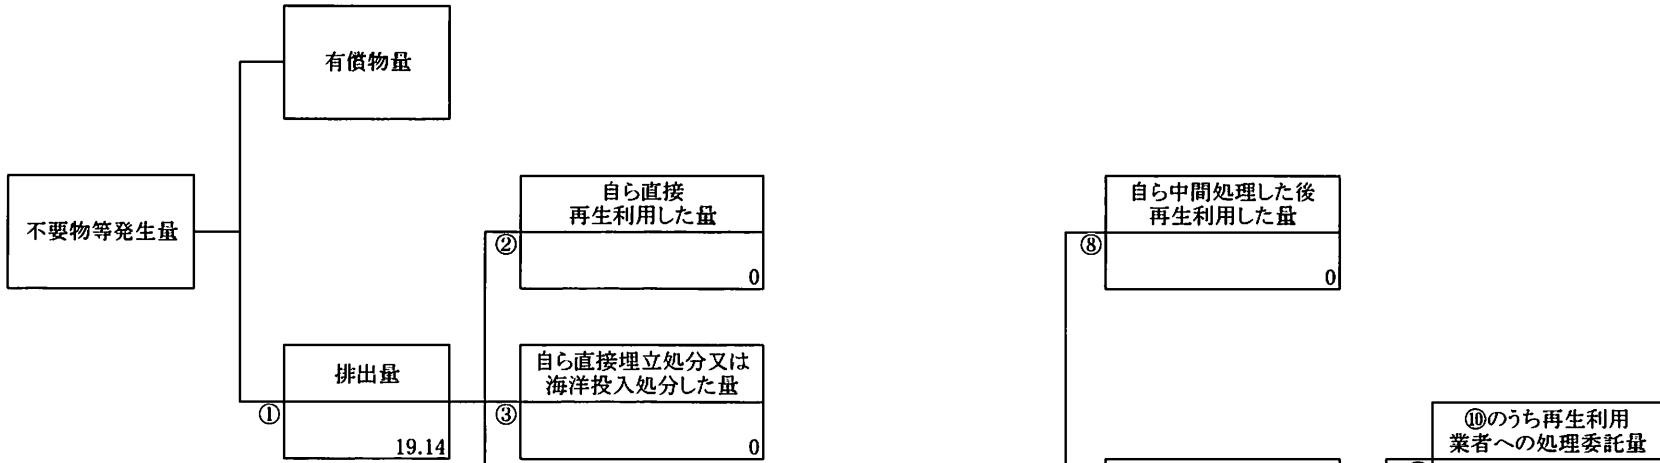 有償物量
不要物等発生量
自ら直接
再生利用した量
②
0
自ら中間処理した後
再生利用した量
⑧
0
排出量
①
19.14
自ら直接埋立処分又は
海洋投入処分した量
③
0
⑩のうち再生利用
業者への処理委託量